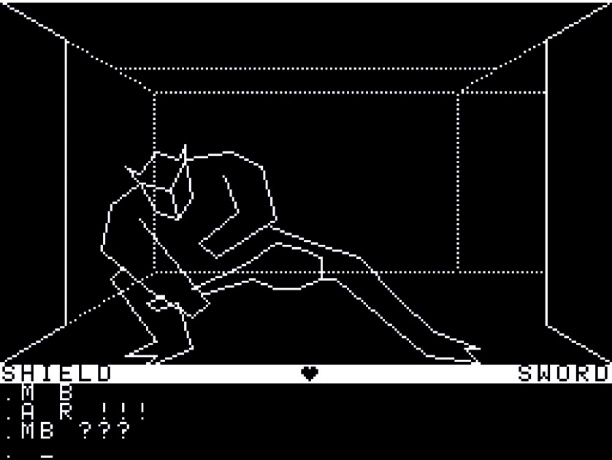 SHIELD ♥ SWORD
.M  B
.A  R  !!!
.MB  ???
.  _